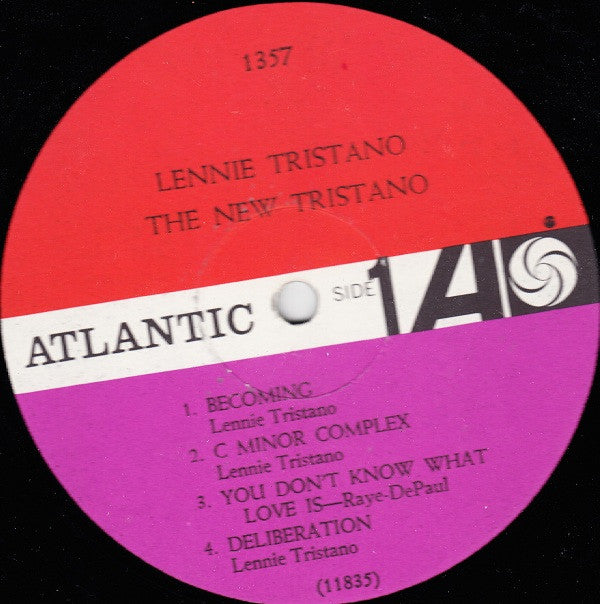 1357
LENNIE TRISTANO
THE NEW TRISTANO
ATLANTIC SIDE 1 A
1. BECOMING
Lennie Tristano
2. C MINOR COMPLEX
Lennie Tristano
3. YOU DON'T KNOW WHAT
LOVE IS—Raye-DePaul
4. DELIBERATION
Lennie Tristano
(11835)